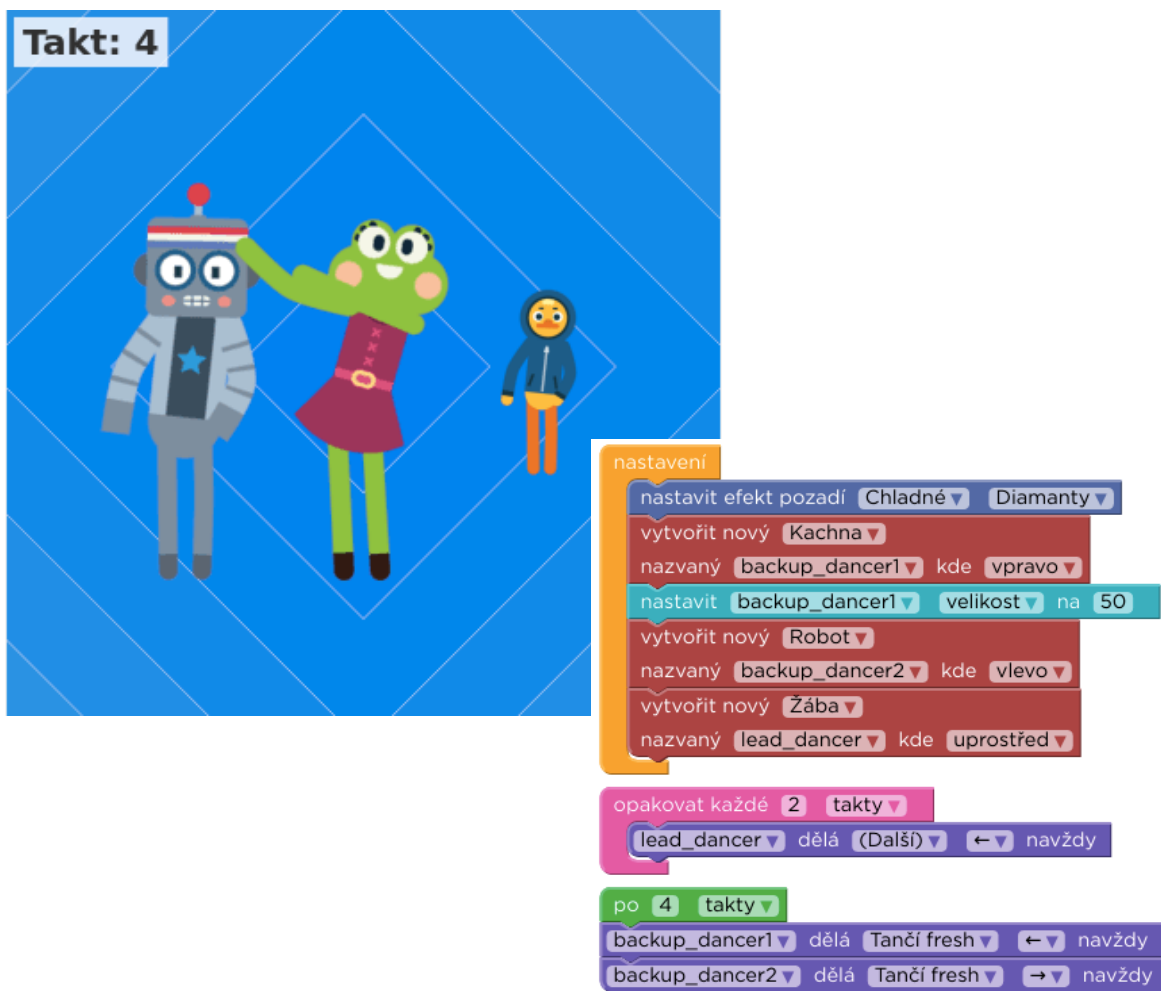 Takt: 4
nastavení
nastavit efekt pozadí Chladné Diamanty
vytvořit nový Kachna
nazvaný backup_dancer1 kde vpravo
nastavit backup_dancer1 velikost na 50
vytvořit nový Robot
nazvaný backup_dancer2 kde vlevo
vytvořit nový Žába
nazvaný lead_dancer kde uprostřed
opakovat každé 2 takty
lead_dancer dělá (Další) ← navždy
po 4 takty
backup_dancer1 dělá Tančí fresh ← navždy
backup_dancer2 dělá Tančí fresh → navždy